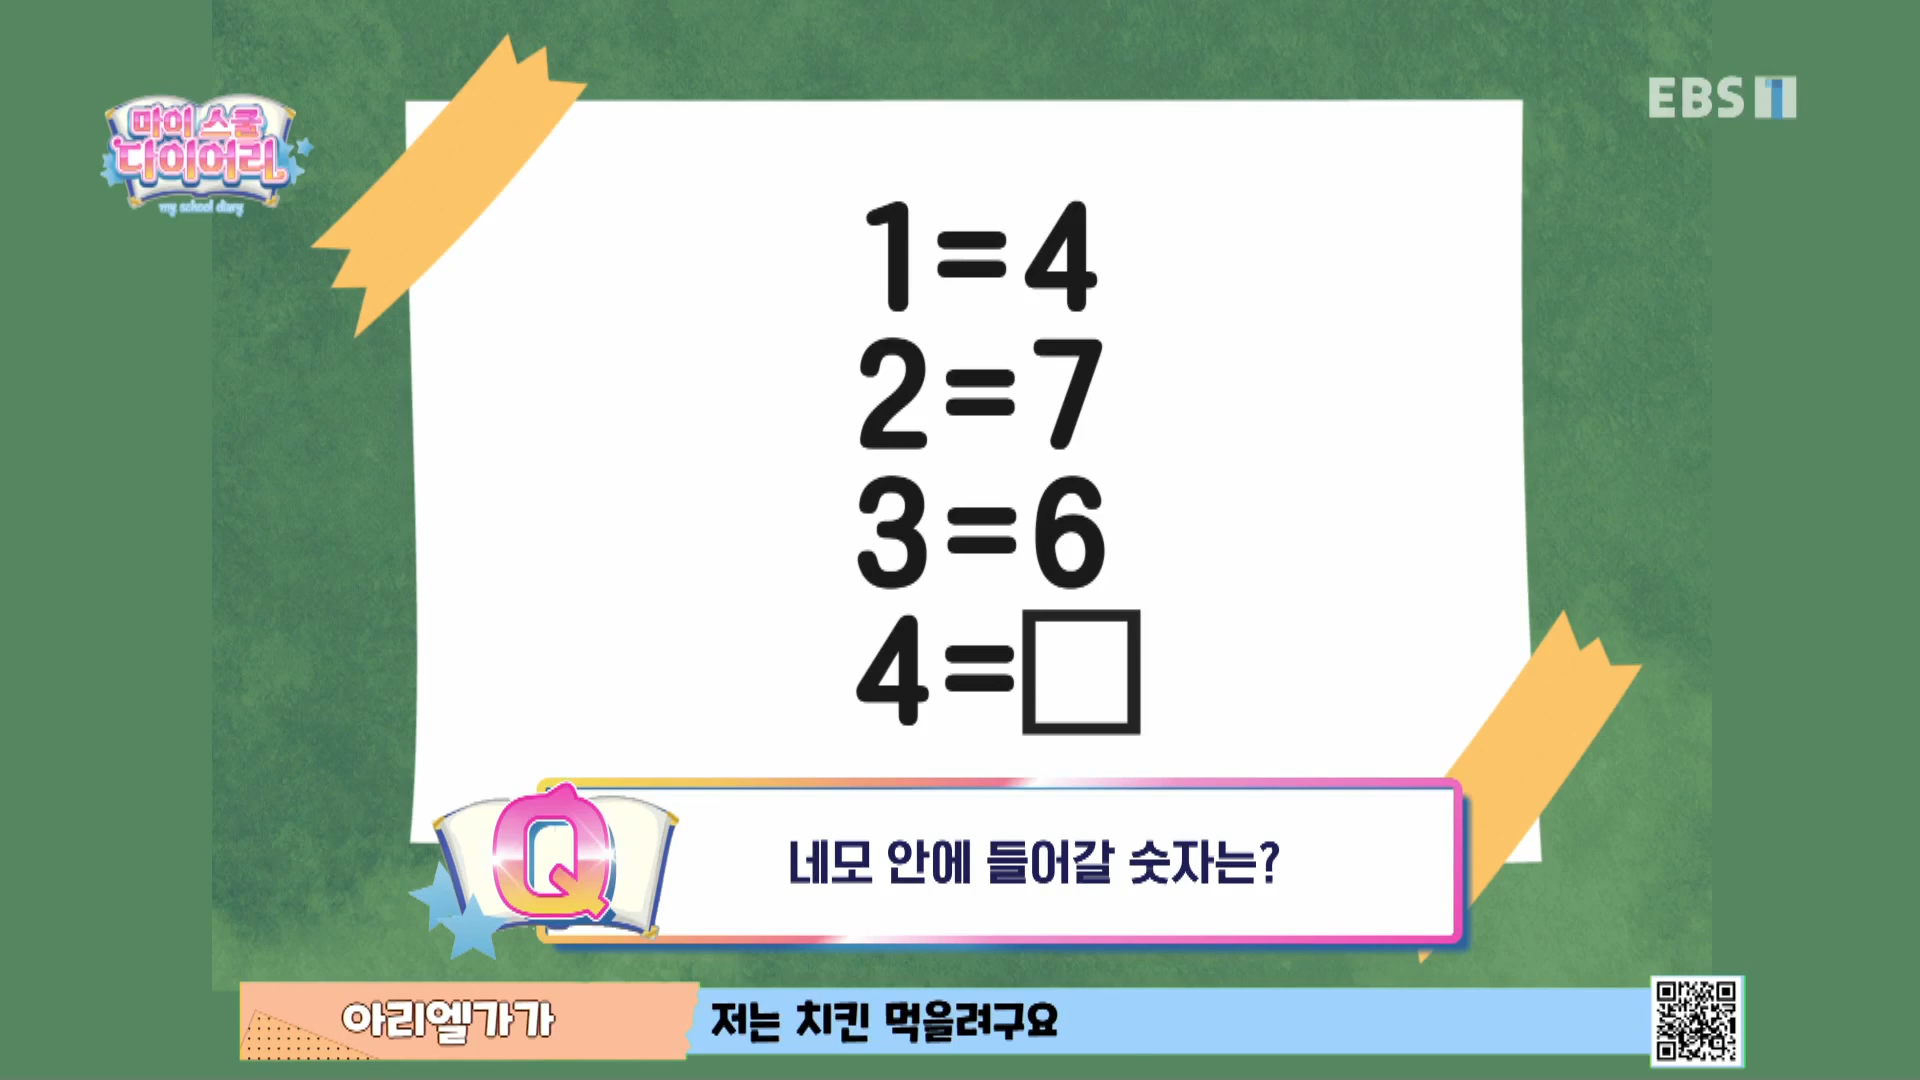 마이 스쿨
다이어리
my school diary
EBS 1
1=4
2=7
3=6
4=□
Q
네모 안에 들어갈 숫자는?
아리엘가가
저는 치킨 먹을려구요